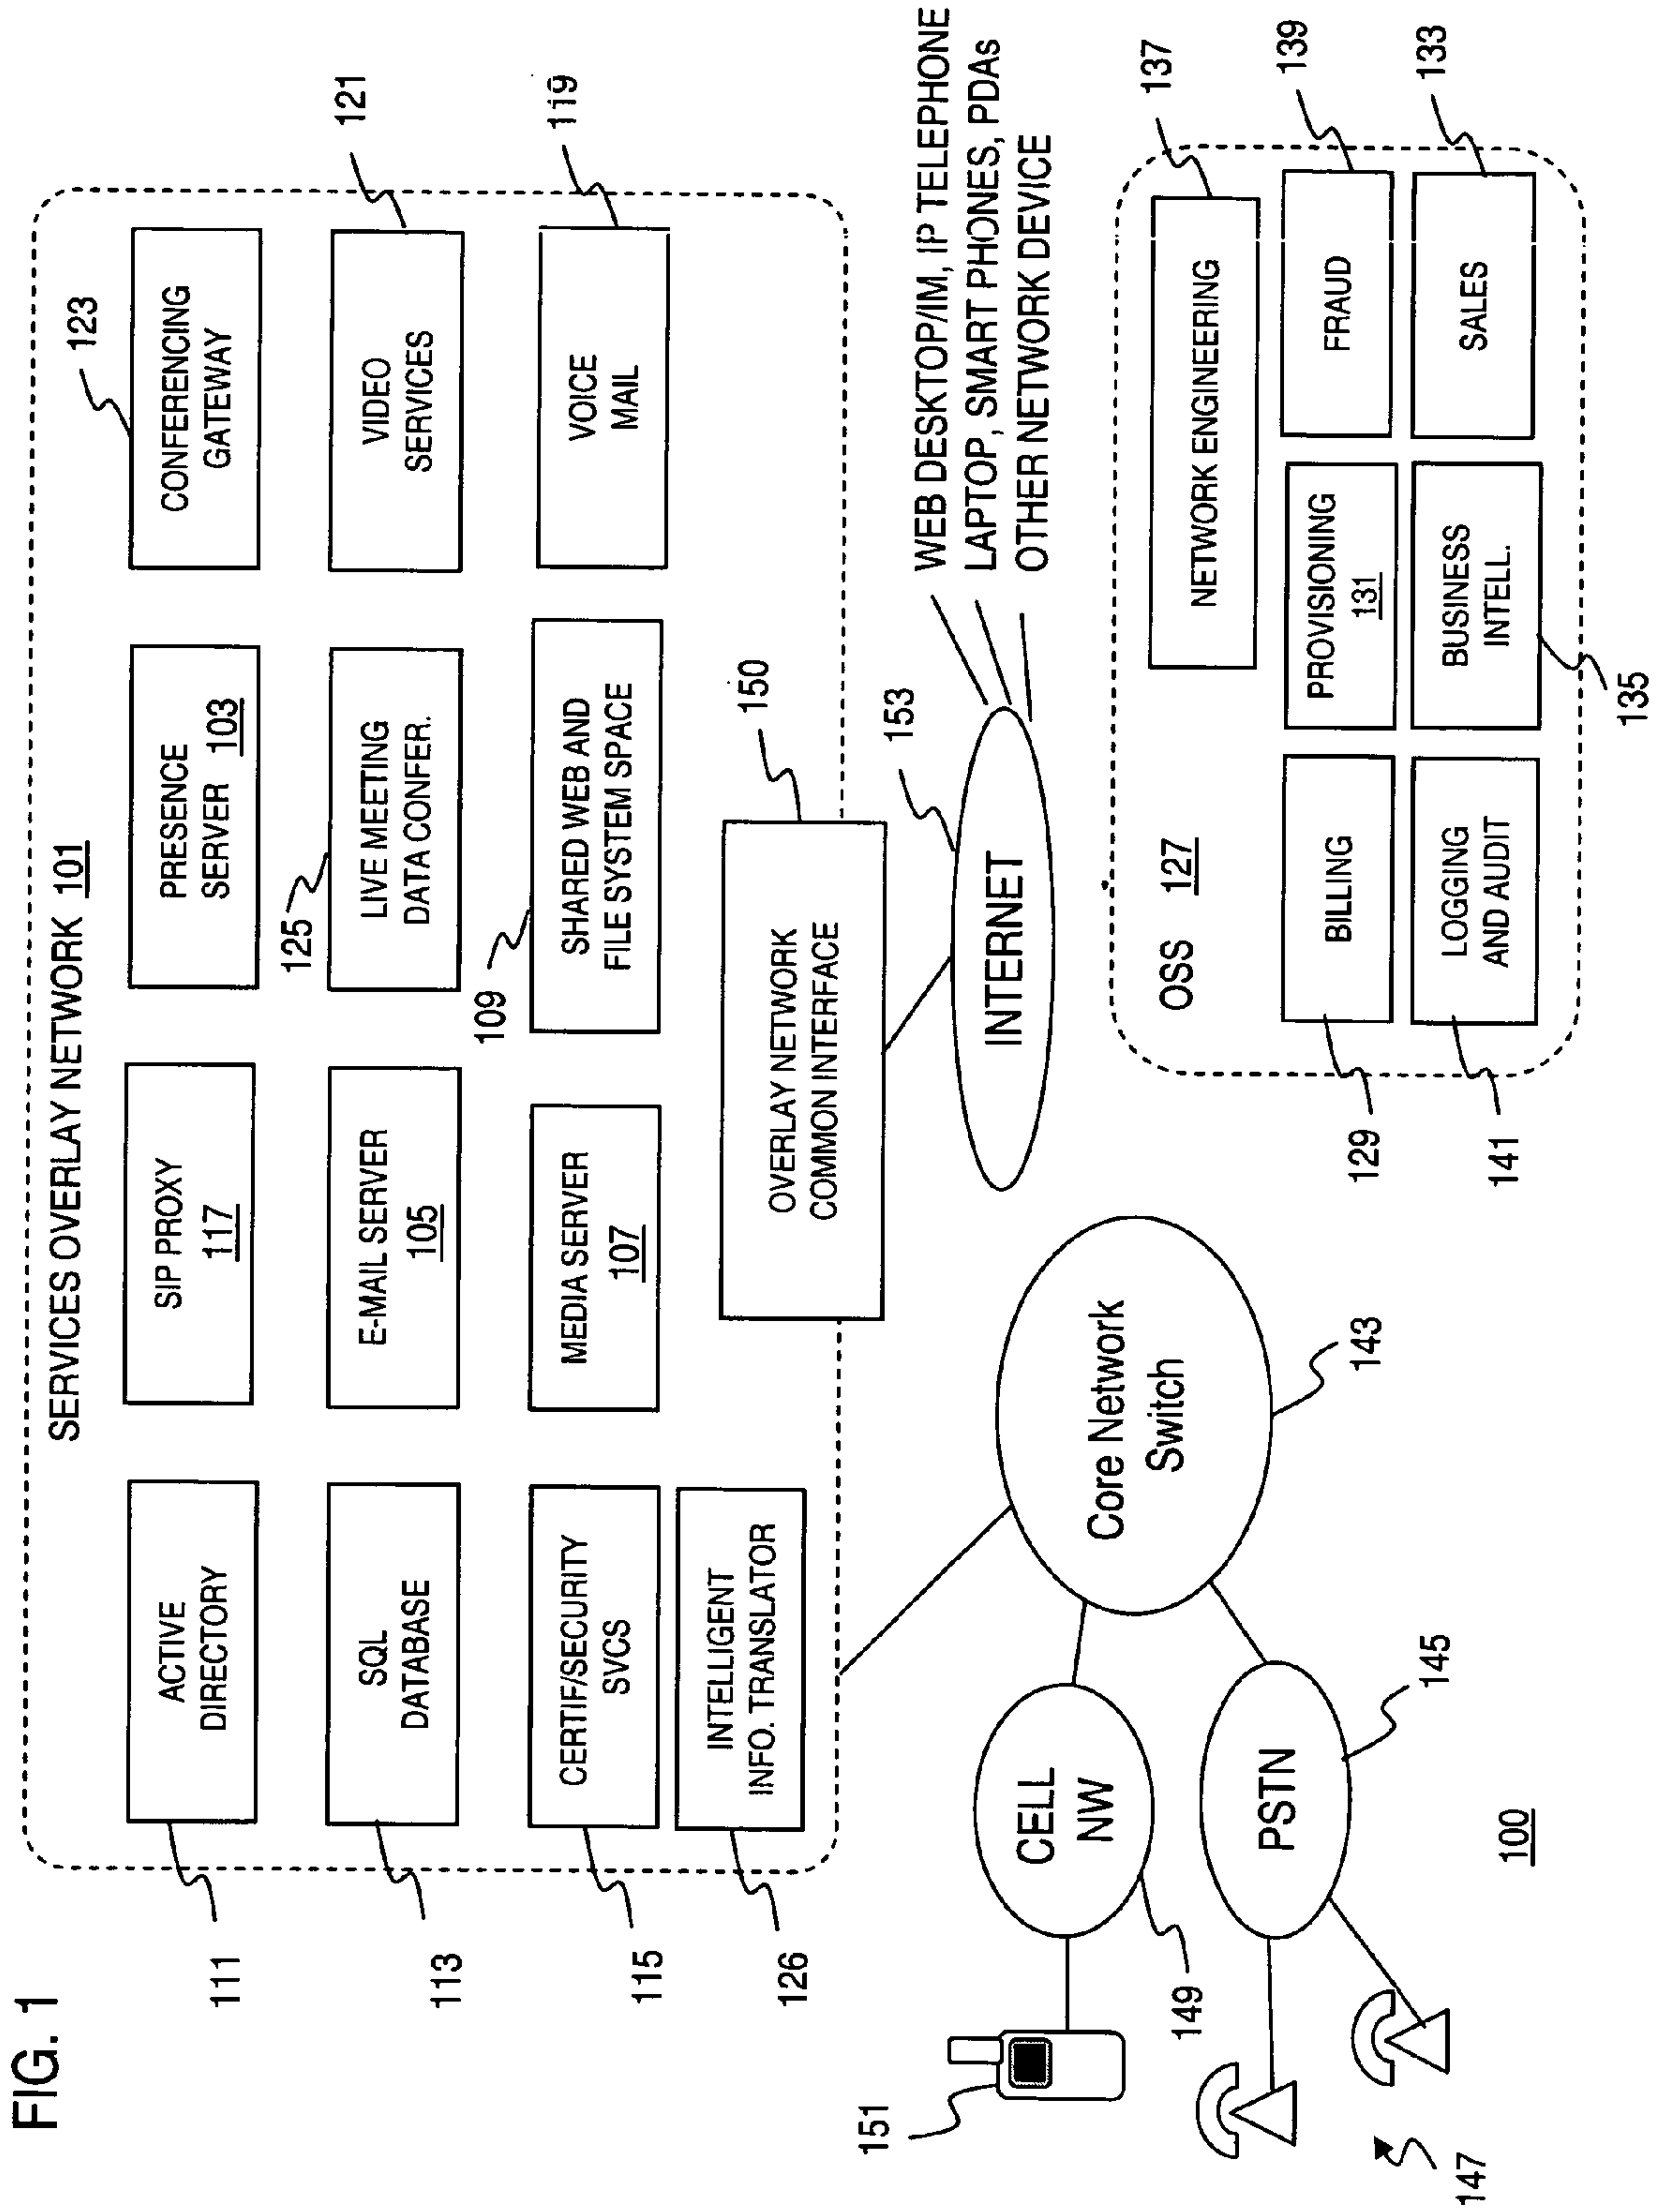 FIG. 1
SERVICES OVERLAY NETWORK 101
111
ACTIVE
DIRECTORY
SIP PROXY
117
PRESENCE
SERVER 103
123
CONFERENCING
GATEWAY
113
SQL
DATABASE
E-MAIL SERVER
105
125
LIVE MEETING
DATA CONFER.
VIDEO
SERVICES
121
115
CERTIF/SECURITY
SVCS
MEDIA SERVER
107
109
SHARED WEB AND
FILE SYSTEM SPACE
VOICE
MAIL
119
126
INTELLIGENT
INFO. TRANSLATOR
OVERLAY NETWORK
COMMON INTERFACE
150
153
INTERNET
WEB DESKTOP/IM, IP TELEPHONE
LAPTOP, SMART PHONES, PDAs
OTHER NETWORK DEVICE
151
CELL
NW
149
Core Network
Switch
143
PSTN
145
147
100
OSS 127
NETWORK ENGINEERING
137
129
BILLING
PROVISIONING
131
FRAUD
139
141
LOGGING
AND AUDIT
BUSINESS
INTELL.
135
SALES
133